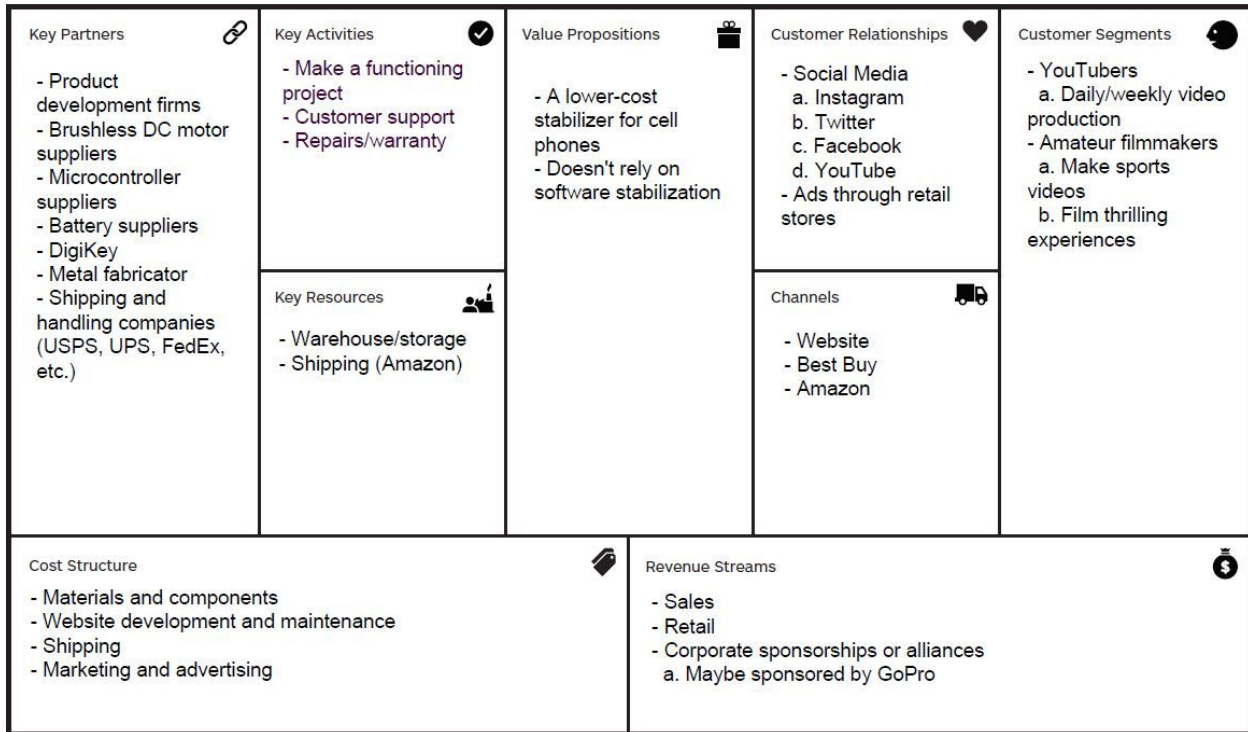 Key Partners
- Product
development firms
- Brushless DC motor
suppliers
- Microcontroller
suppliers
- Battery suppliers
- DigiKey
- Metal fabricator
- Shipping and
handling companies
(USPS, UPS, FedEx,
etc.)
Key Activities
- Make a functioning
project
- Customer support
- Repairs/warranty
Key Resources
- Warehouse/storage
- Shipping (Amazon)
Value Propositions
- A lower-cost
stabilizer for cell
phones
- Doesn't rely on
software stabilization
Customer Relationships
- Social Media
a. Instagram
b. Twitter
c. Facebook
d. YouTube
- Ads through retail
stores
Channels
- Website
- Best Buy
- Amazon
Customer Segments
- YouTubers
a. Daily/weekly video
production
- Amateur filmmakers
a. Make sports
videos
b. Film thrilling
experiences
Cost Structure
- Materials and components
- Website development and maintenance
- Shipping
- Marketing and advertising
Revenue Streams
- Sales
- Retail
- Corporate sponsorships or alliances
a. Maybe sponsored by GoPro